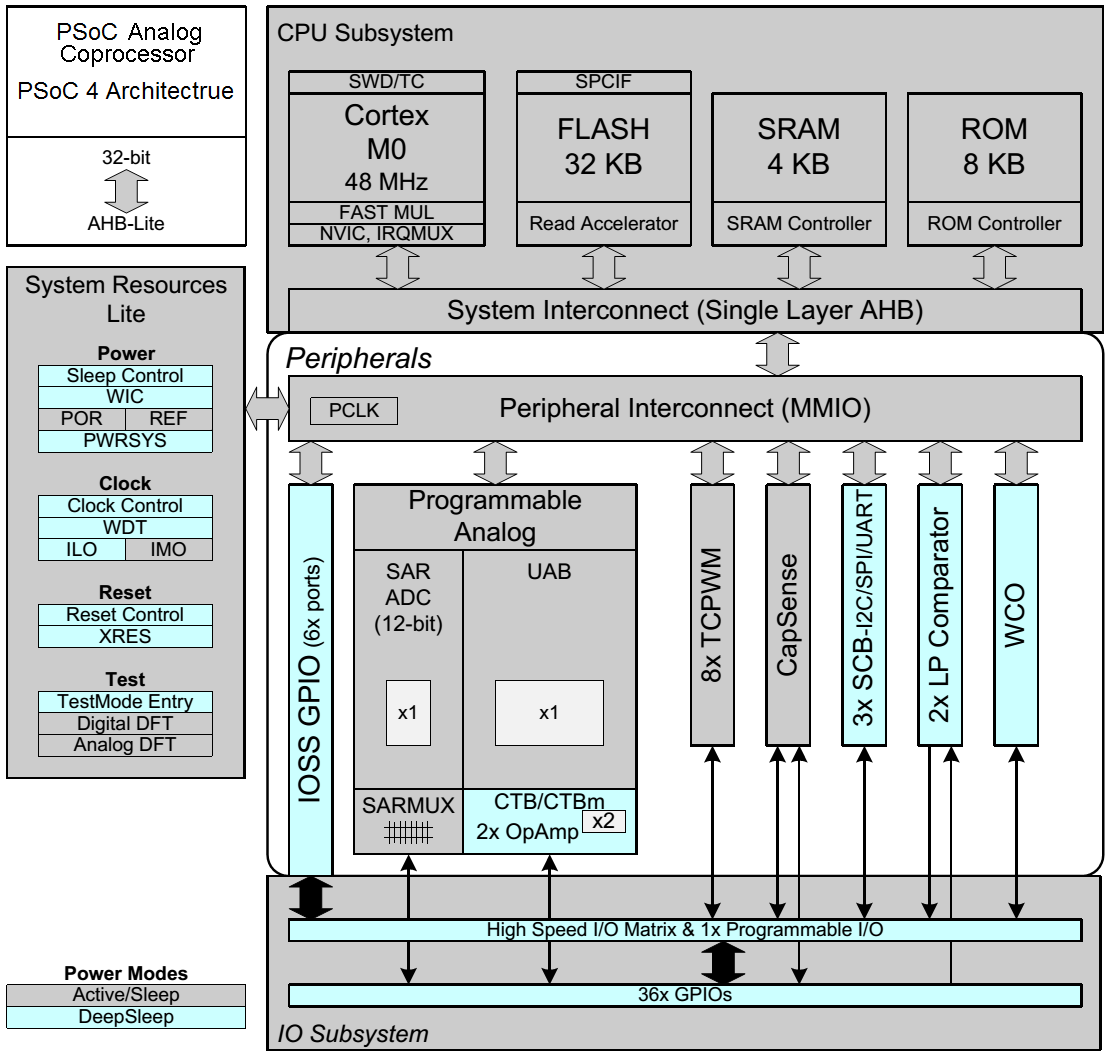 PSoC Analog
Coprocessor
PSoC 4 Architectrue
32-bit
AHB-Lite
CPU Subsystem
SWD/TC
Cortex
M0
48 MHz
FAST MUL
NVIC, IRQMUX
SPCIF
FLASH
32 KB
Read Accelerator
SRAM
4 KB
SRAM Controller
ROM
8 KB
ROM Controller
System Interconnect (Single Layer AHB)
System Resources
Lite
Power
Sleep Control
WIC
POR
REF
PWRSYS
Clock
Clock Control
WDT
ILO
IMO
Reset
Reset Control
XRES
Test
TestMode Entry
Digital DFT
Analog DFT
Peripherals
PCLK
Peripheral Interconnect (MMIO)
IOSS GPIO (6x ports)
Programmable
Analog
SAR
ADC
(12-bit)
x1
SARMUX
UAB
x1
CTB/CTBm
2x OpAmp
x2
8x TCPWM
CapSense
3x SCB-I2C/SPI/UART
2x LP Comparator
WCO
High Speed I/O Matrix & 1x Programmable I/O
36x GPIOs
IO Subsystem
Power Modes
Active/Sleep
DeepSleep